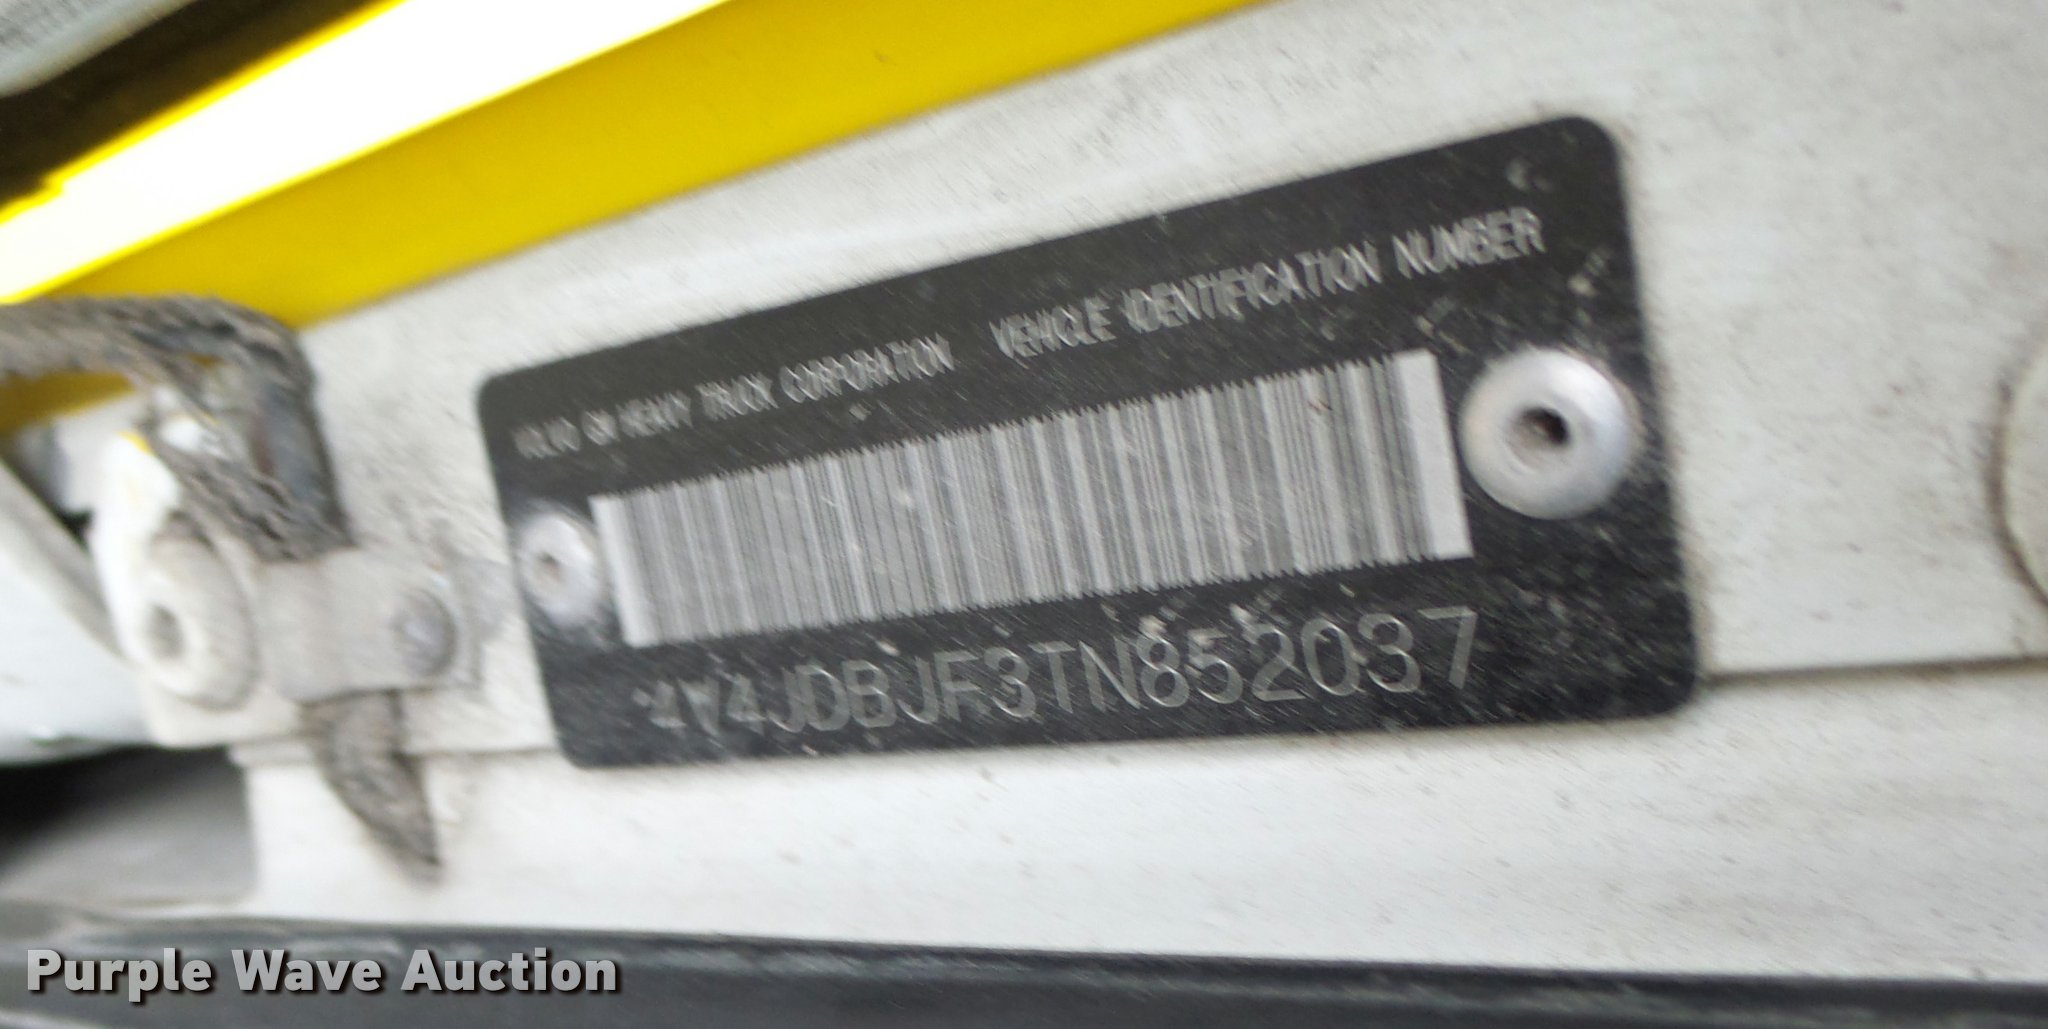 VOLVO GM HEAVY TRUCK CORPORATION VEHICLE IDENTIFICATION NUMBER
4V4JDBJF3TN852037
Purple Wave Auction